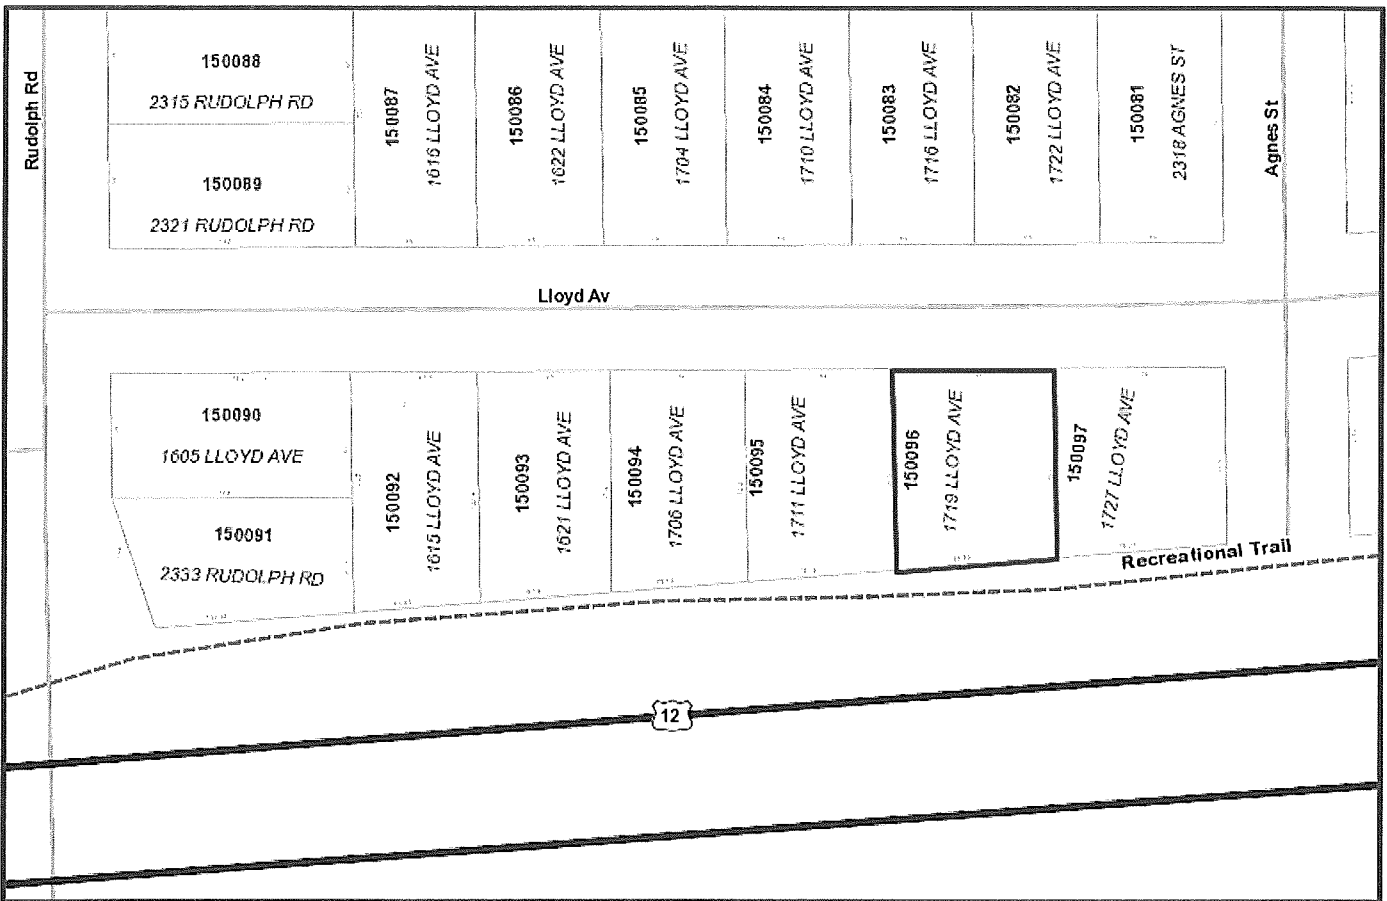 Rudolph Rd
150088
2315 RUDOLPH RD
150089
2321 RUDOLPH RD
150087
1616 LLOYD AVE
150086
1622 LLOYD AVE
150085
1704 LLOYD AVE
150084
1710 LLOYD AVE
150083
1716 LLOYD AVE
150082
1722 LLOYD AVE
150081
2318 AGNES ST
Agnes St
Lloyd Av
150090
1605 LLOYD AVE
150091
2333 RUDOLPH RD
150092
1615 LLOYD AVE
150093
1621 LLOYD AVE
150094
1706 LLOYD AVE
150095
1711 LLOYD AVE
150096
1719 LLOYD AVE
150097
1727 LLOYD AVE
Recreational Trail
12